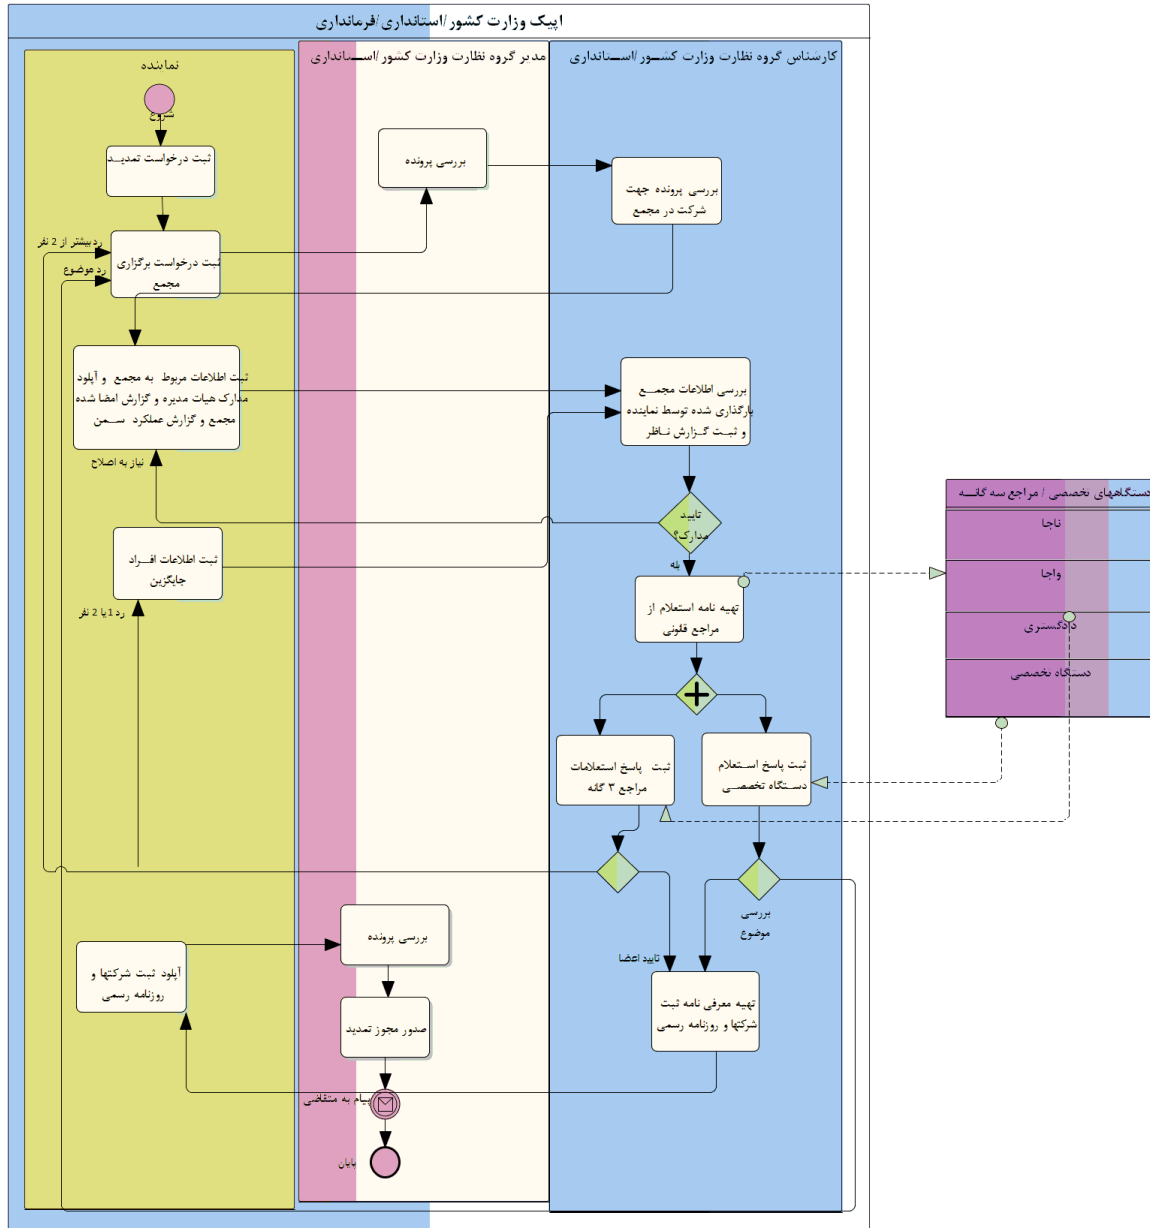 اپیک وزارت کشور/استانداری/فرمانداری
کارشناس گروه نظارت وزارت کشور/استانداری
مدیر گروه نظارت وزارت کشور/استانداری
نماینده
شروع
ثبت درخواست تمدید
بررسی پرونده
بررسی پرونده جهت
شرکت در مجمع
رد بیشتر از 2 نفر
رد موضوع
ثبت درخواست برگزاری
مجمع
ثبت اطلاعات مربوط به مجمع و آپلود
مدارک هیات مدیره و گزارش امضا شده
مجمع و گزارش عملکرد سمن
بررسی اطلاعات مجمع
بارگذاری شده توسط نماینده
و ثبت گزارش ناظر
نیاز به اصلاح
تایید
مدارک؟
بله
ثبت اطلاعات افراد
جایگزین
رد 1 یا 2 نفر
تهیه نامه استعلام از
مراجع قانونی
دستگاههای تخصصی / مراجع سه گانه
ناجا
واجا
دادگستری
دستگاه تخصصی
ثبت پاسخ استعلام
دستگاه تخصصی
ثبت پاسخ استعلامات
مراجع ۳ گانه
بررسی
موضوع
تایید اعضا
بررسی پرونده
آپلود ثبت شرکتها و
روزنامه رسمی
تهیه معرفی نامه ثبت
شرکتها و روزنامه رسمی
صدور مجوز تمدید
پیام به متقاضی
پایان